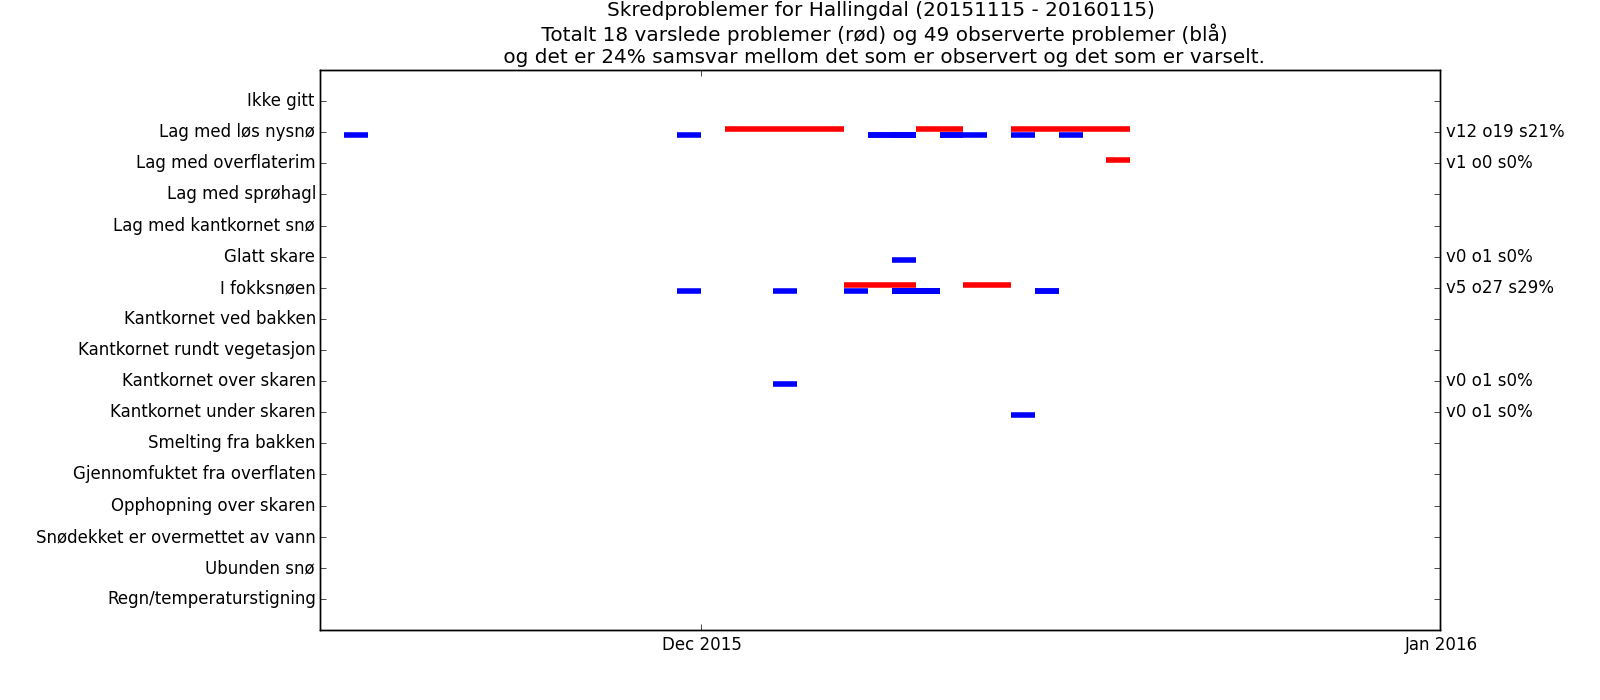 Skredproblemer for Hallingdal (20151115 - 20160115)
Totalt 18 varslede problemer (rød) og 49 observerte problemer (blå)
og det er 24% samsvar mellom det som er observert og det som er varselt.
Ikke gitt
Lag med løs nysnø v12 o19 s21%
Lag med overflaterim v1 o0 s0%
Lag med sprøhagl
Lag med kantkornet snø
Glatt skare v0 o1 s0%
I fokksnøen v5 o27 s29%
Kantkornet ved bakken
Kantkornet rundt vegetasjon
Kantkornet over skaren v0 o1 s0%
Kantkornet under skaren v0 o1 s0%
Smelting fra bakken
Gjennomfuktet fra overflaten
Opphopning over skaren
Snødekket er overmettet av vann
Ubunden snø
Regn/temperaturstigning
Dec 2015 Jan 2016